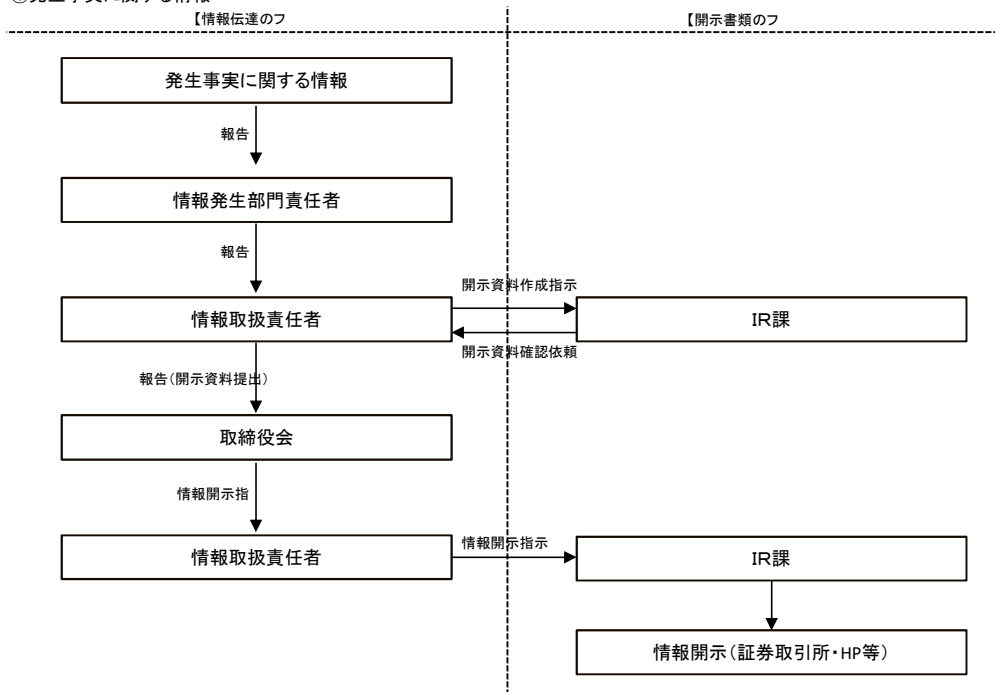 【情報伝達のフ
【開示書類のフ
発生事実に関する情報
報告
情報発生部門責任者
報告
開示資料作成指示
情報取扱責任者
IR課
開示資料確認依頼
報告(開示資料提出)
取締役会
情報開示指
情報取扱責任者
情報開示指示
IR課
情報開示(証券取引所・HP等)